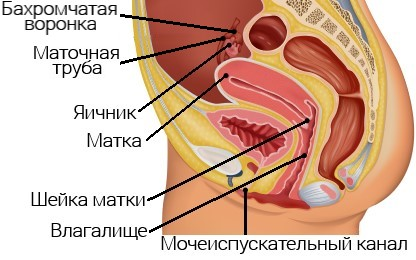 Бахромчатая
воронка
Маточная
труба
Яичник
Матка
Шейка матки
Влагалище
Мочеиспускательный канал